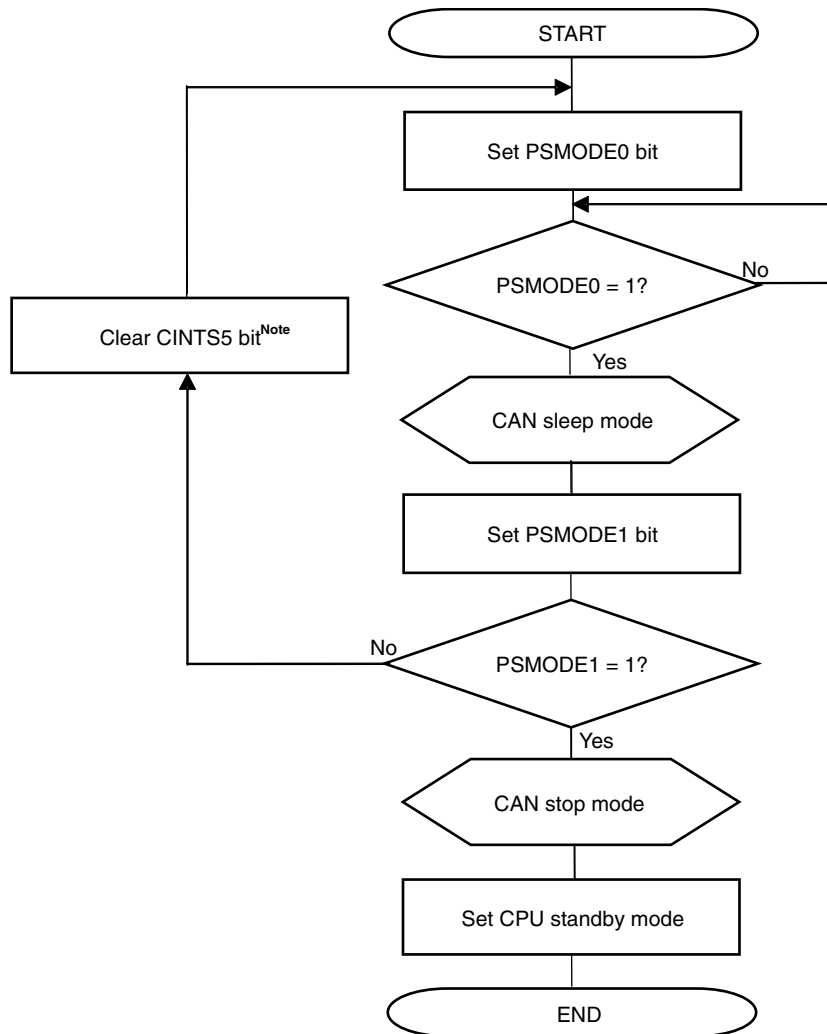 START
Set PSMODE0 bit
PSMODE0 = 1?
No
Clear CINTS5 bitNote
Yes
CAN sleep mode
Set PSMODE1 bit
No
PSMODE1 = 1?
Yes
CAN stop mode
Set CPU standby mode
END